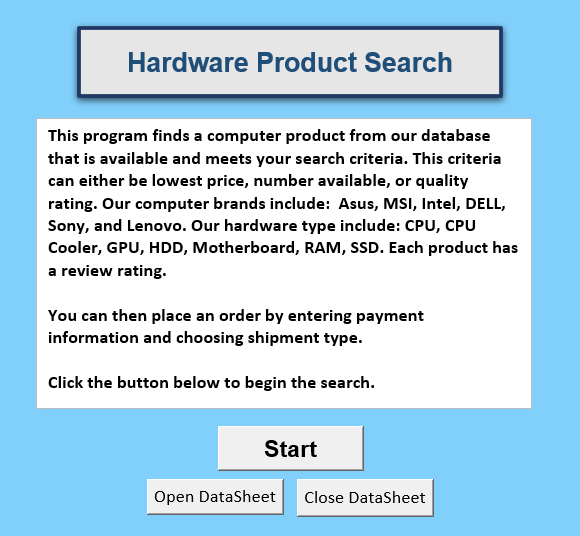 Hardware Product Search
This program finds a computer product from our database
that is available and meets your search criteria. This criteria
can either be lowest price, number available, or quality
rating. Our computer brands include:  Asus, MSI, Intel, DELL,
Sony, and Lenovo. Our hardware type include: CPU, CPU
Cooler, GPU, HDD, Motherboard, RAM, SSD. Each product has
a review rating.
You can then place an order by entering payment
information and choosing shipment type.
Click the button below to begin the search.
Start
Open DataSheet
Close DataSheet